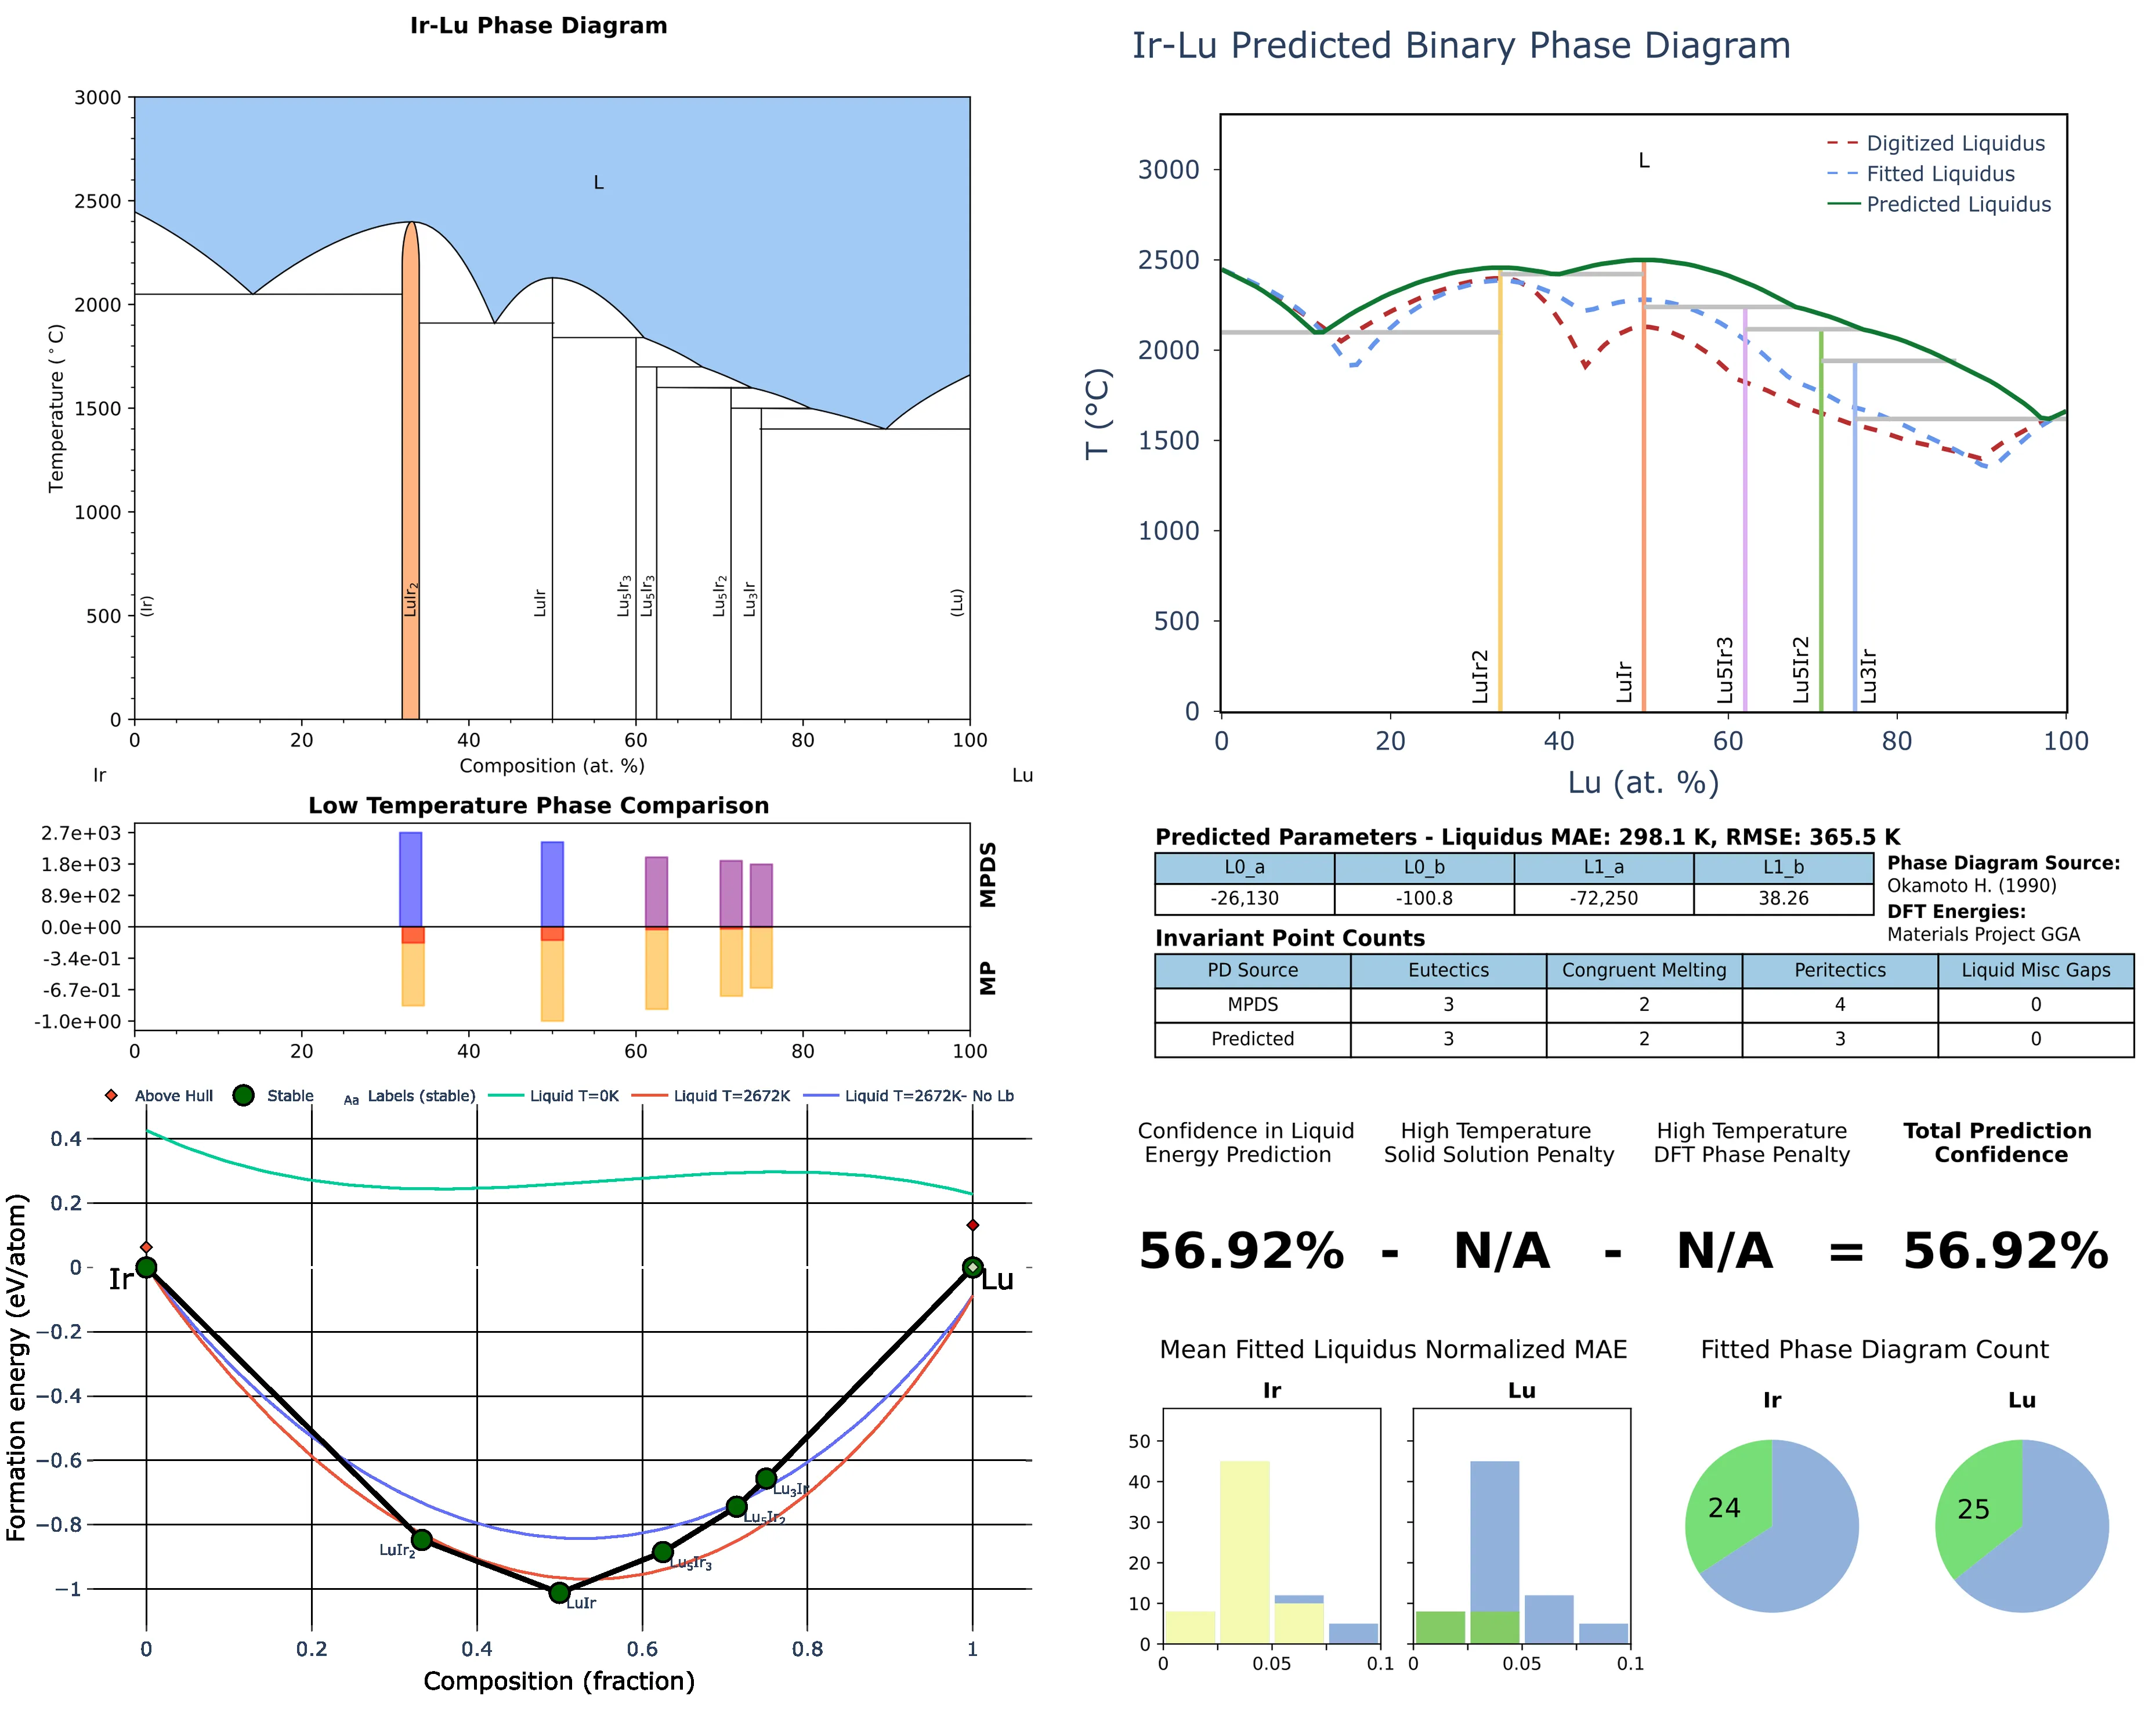 Ir-Lu Phase Diagram
3000
2500
2000
1500
1000
500
0
Temperature (°C)
L
(Ir)
LuIr2
LuIr
Lu5Ir3
Lu5Ir3
Lu5Ir2
Lu3Ir
(Lu)
0 20 40 60 80 100
Composition (at. %)
Ir Lu
Ir-Lu Predicted Binary Phase Diagram
Digitized Liquidus
Fitted Liquidus
Predicted Liquidus
L
3000
2500
2000
1500
1000
500
0
T (°C)
LuIr2
LuIr
Lu5Ir3
Lu5Ir2
Lu3Ir
0 20 40 60 80 100
Lu (at. %)
Low Temperature Phase Comparison
2.7e+03
1.8e+03
8.9e+02
0.0e+00
-3.4e-01
-6.7e-01
-1.0e+00
MPDS
MP
0 20 40 60 80 100
Predicted Parameters - Liquidus MAE: 298.1 K, RMSE: 365.5 K
L0_a L0_b L1_a L1_b
-26,130 -100.8 -72,250 38.26
Phase Diagram Source:
Okamoto H. (1990)
DFT Energies:
Materials Project GGA
Invariant Point Counts
PD Source Eutectics Congruent Melting Peritectics Liquid Misc Gaps
MPDS 3 2 4 0
Predicted 3 2 3 0
Above Hull Stable Aa Labels (stable) Liquid T=0K Liquid T=2672K Liquid T=2672K- No Lb
0.4
0.2
0
−0.2
−0.4
−0.6
−0.8
−1
Formation energy (eV/atom)
Ir
Lu
LuIr2
LuIr
Lu5Ir3
Lu5Ir2
Lu3Ir
0 0.2 0.4 0.6 0.8 1
Composition (fraction)
Confidence in Liquid
Energy Prediction
High Temperature
Solid Solution Penalty
High Temperature
DFT Phase Penalty
Total Prediction
Confidence
56.92% - N/A - N/A = 56.92%
Mean Fitted Liquidus Normalized MAE
Ir Lu
50
40
30
20
10
0
0 0.05 0.1
0 0.05 0.1
Fitted Phase Diagram Count
Ir Lu
24
25